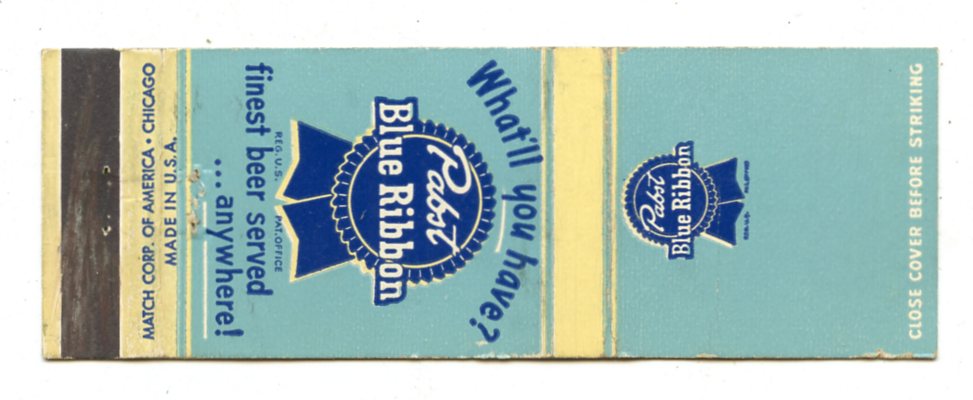 What'll you have?
Pabst
Blue Ribbon
REG. U.S. PAT. OFFICE
finest beer served
...anywhere!
MADE IN U.S.A.
MATCH CORP. OF AMERICA • CHICAGO
Pabst
Blue Ribbon
CLOSE COVER BEFORE STRIKING